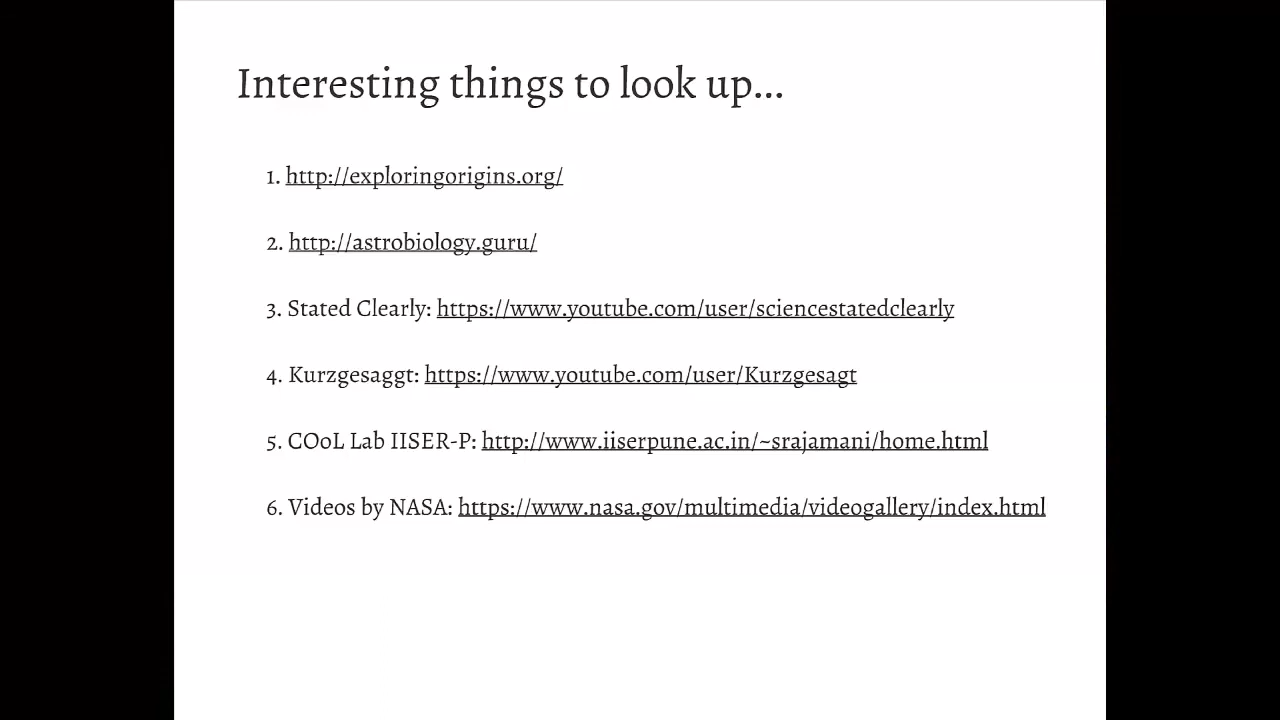 Interesting things to look up...
1. http://exploringorigins.org/
2. http://astrobiology.guru/
3. Stated Clearly: https://www.youtube.com/user/sciencestatedclearly
4. Kurzgesaggt: https://www.youtube.com/user/Kurzgesagt
5. COoL Lab IISER-P: http://www.iiserpune.ac.in/~srajamani/home.html
6. Videos by NASA: https://www.nasa.gov/multimedia/videogallery/index.html